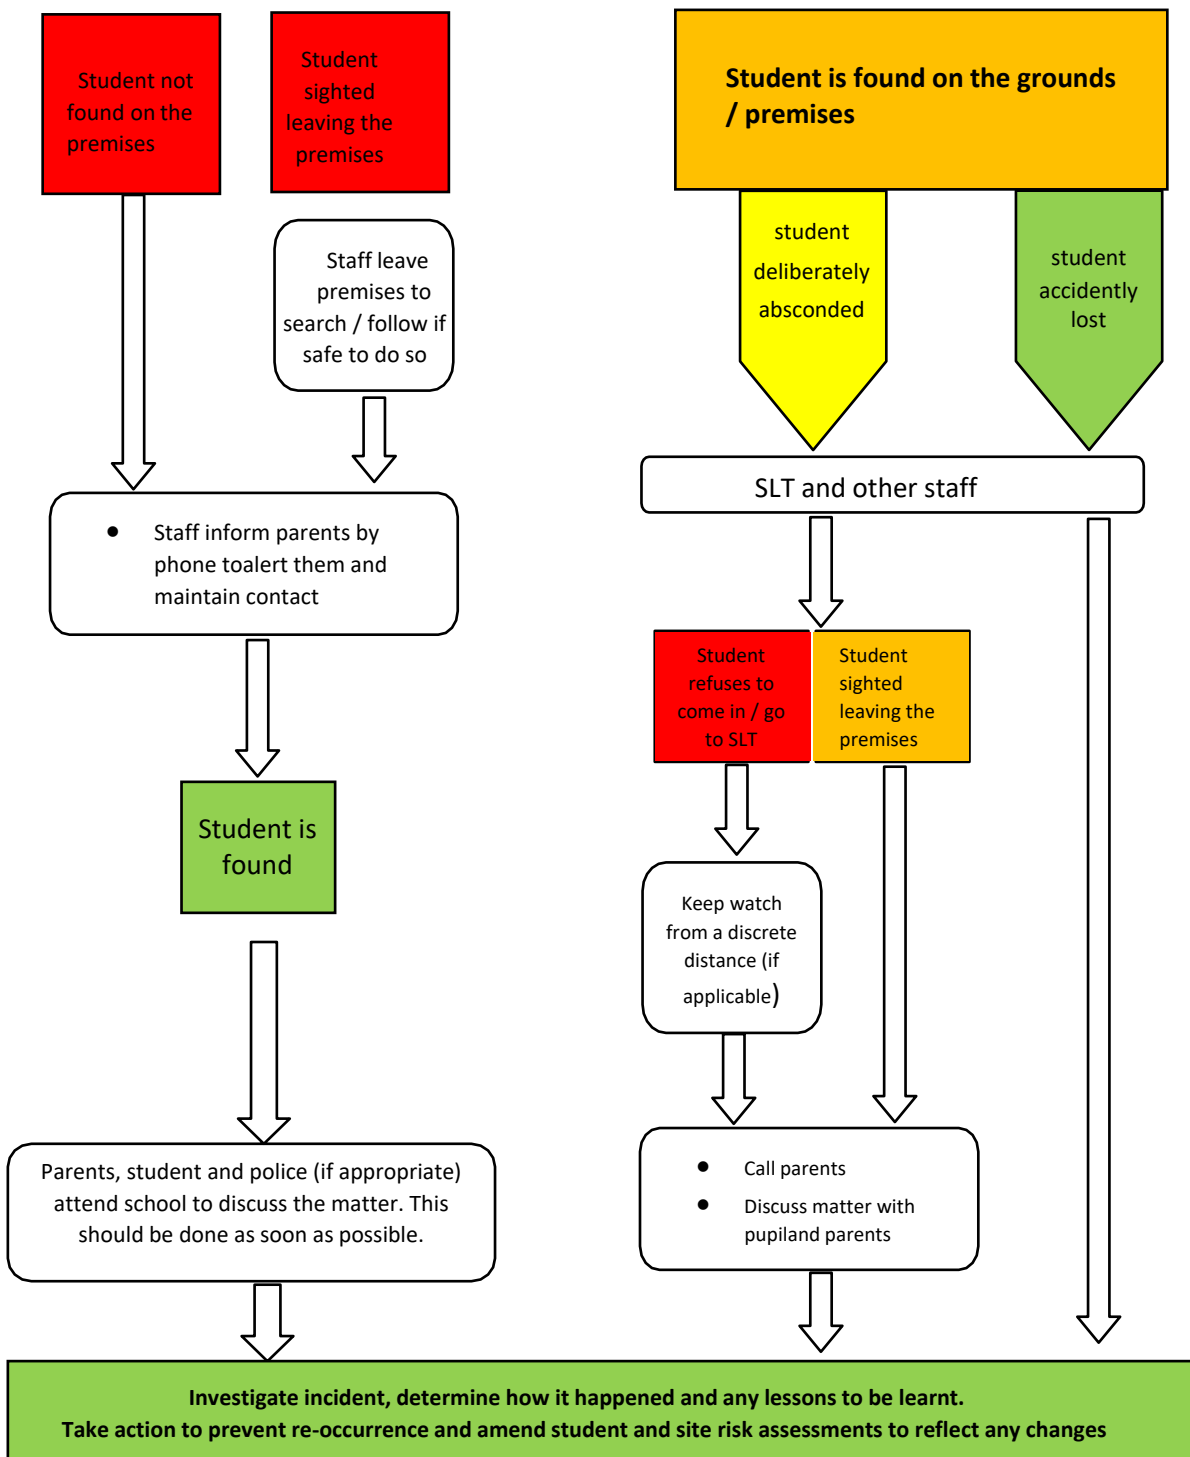 Student not
found on the
premises
Student
sighted
leaving the
premises
Student is found on the grounds
/ premises
student
deliberately
absconded
student
accidently
lost
Staff leave
premises to
search / follow if
safe to do so
SLT and other staff
• Staff inform parents by
phone toalert them and
maintain contact
Student
refuses to
come in / go
to SLT
Student
sighted
leaving the
premises
Student is
found
Keep watch
from a discrete
distance (if
applicable)
Parents, student and police (if appropriate)
attend school to discuss the matter. This
should be done as soon as possible.
• Call parents
• Discuss matter with
pupiland parents
Investigate incident, determine how it happened and any lessons to be learnt.
Take action to prevent re-occurrence and amend student and site risk assessments to reflect any changes